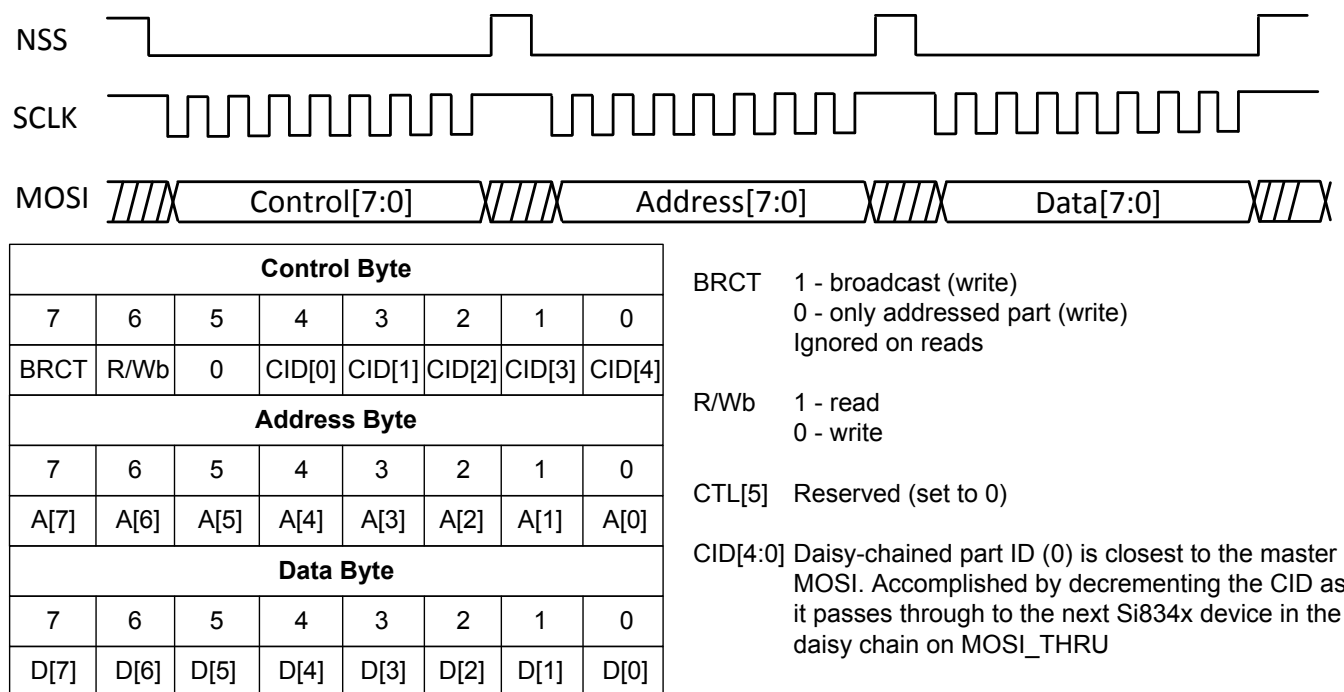 NSS
SCLK
MOSI
Control[7:0]
Address[7:0]
Data[7:0]
Control Byte
7 6 5 4 3 2 1 0
BRCT R/Wb 0 CID[0] CID[1] CID[2] CID[3] CID[4]
Address Byte
7 6 5 4 3 2 1 0
A[7] A[6] A[5] A[4] A[3] A[2] A[1] A[0]
Data Byte
7 6 5 4 3 2 1 0
D[7] D[6] D[5] D[4] D[3] D[2] D[1] D[0]
BRCT 1 - broadcast (write)
0 - only addressed part (write)
Ignored on reads
R/Wb 1 - read
0 - write
CTL[5] Reserved (set to 0)
CID[4:0] Daisy-chained part ID (0) is closest to the master
MOSI. Accomplished by decrementing the CID as
it passes through to the next Si834x device in the
daisy chain on MOSI_THRU